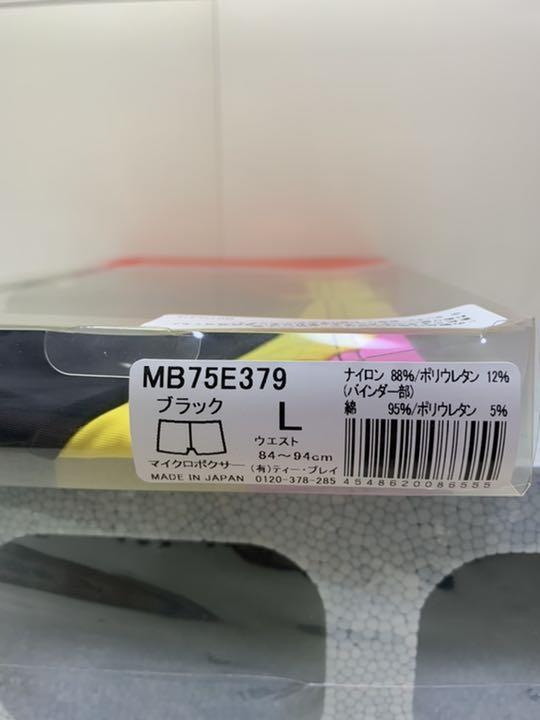 MB75E379
ブラック
L
ウエスト
84~94cm
マイクロボクサー
(有)ティー・ブレイ
MADE IN JAPAN
0120-378-285
ナイロン 88%/ポリウレタン 12%
(バインダー部)
綿 95%/ポリウレタン 5%
4548620086555